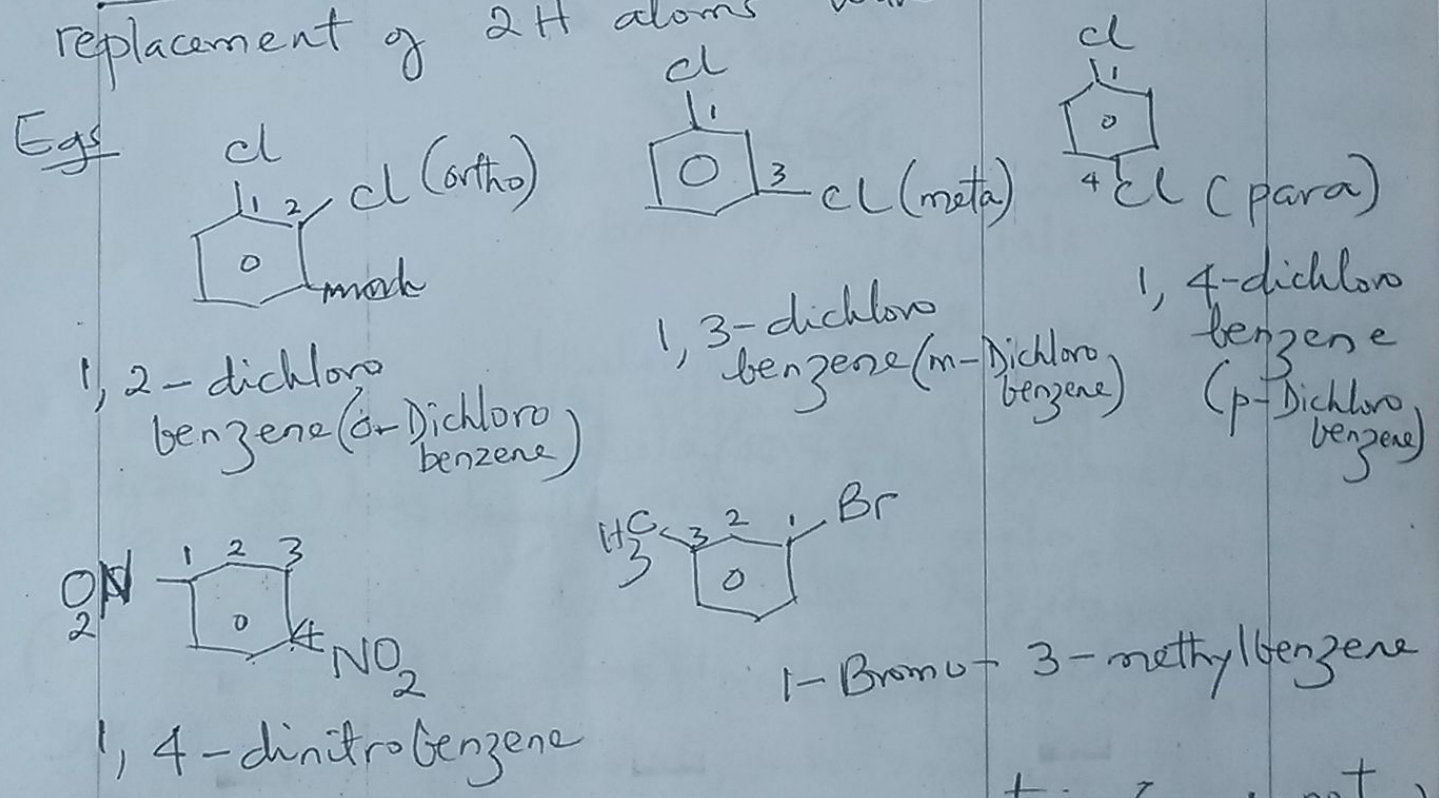 replacement of 2H atoms
Egs
Cl
1 2 Cl (ortho)
1, 2 - dichloro
benzene (o- Dichloro
benzene)
Cl
1
3 Cl (meta)
1, 3 - dichloro
benzene (m - Dichloro
benzene)
Cl
1
4 Cl (para)
1, 4 - dichloro
benzene
(p - Dichloro
benzene)
O2N 1 2 3
4 NO2
1, 4 - dinitrobenzene
H3C 3 2 1 Br
1 - Bromo - 3 - methylbenzene